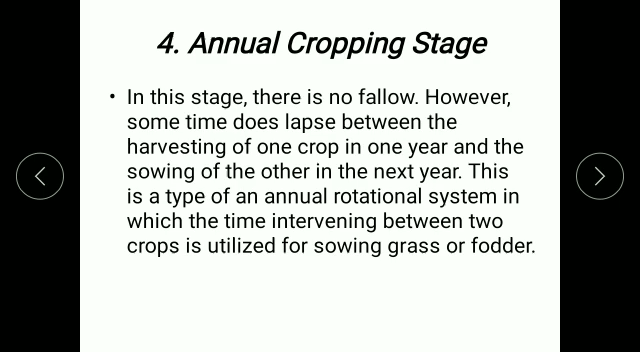 4. Annual Cropping Stage
• In this stage, there is no fallow. However,
some time does lapse between the
harvesting of one crop in one year and the
sowing of the other in the next year. This
is a type of an annual rotational system in
which the time intervening between two
crops is utilized for sowing grass or fodder.